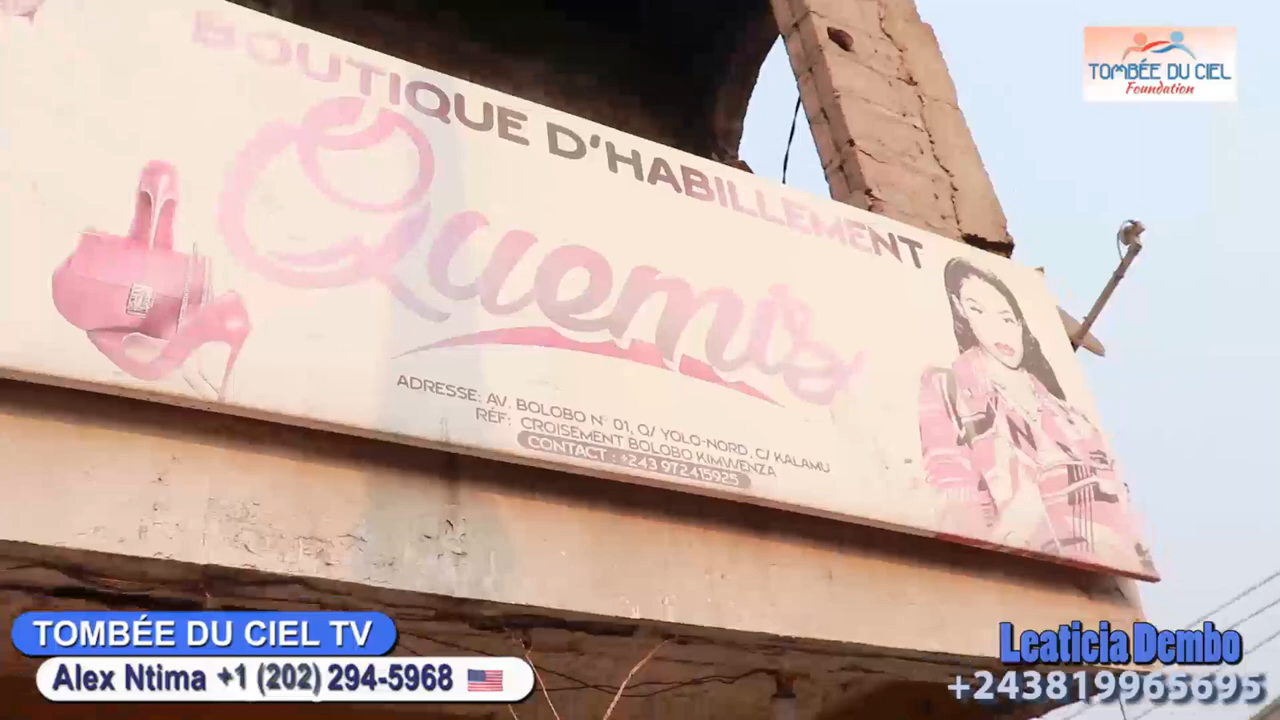 TOMBÉE DU CIEL
Foundation
BOUTIQUE D'HABILLEMENT
Quemis
ADRESSE: AV. BOLOBO N° 01, Q/ YOLO-NORD, C/ KALAMU
RÉF: CROISEMENT BOLOBO KIMWENZA
CONTACT : +243 972415925
TOMBÉE DU CIEL TV
Alex Ntima +1 (202) 294-5968
Leaticia Dembo
+243819965695